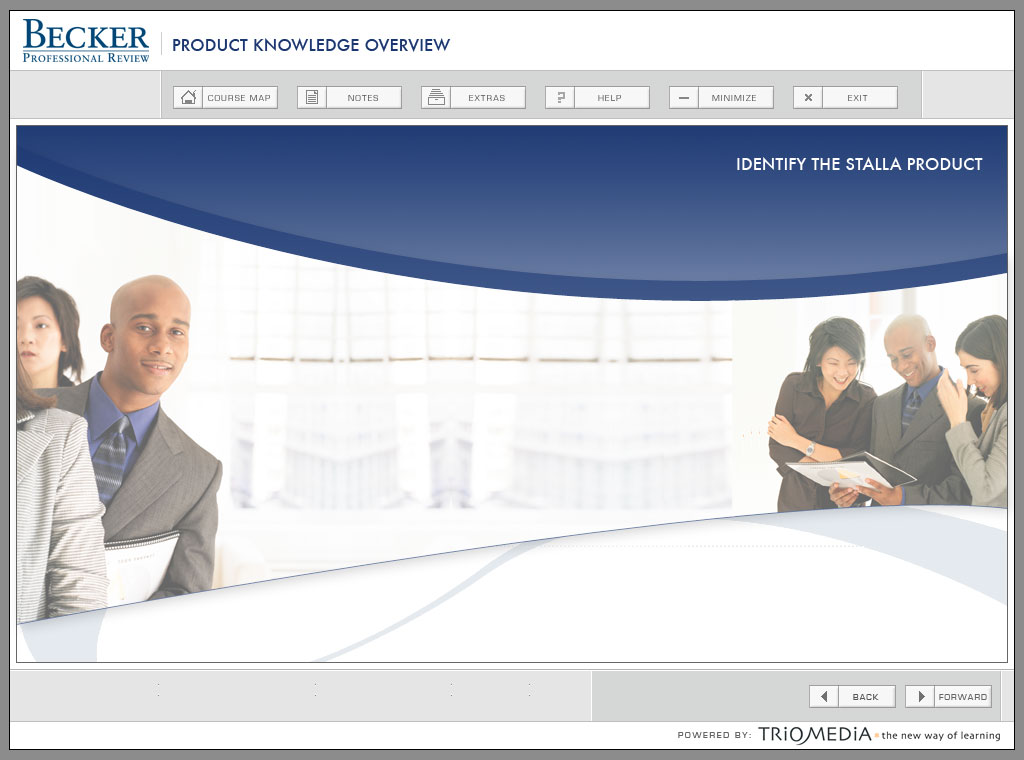 BECKER
PROFESSIONAL REVIEW
PRODUCT KNOWLEDGE OVERVIEW
COURSE MAP
NOTES
EXTRAS
HELP
MINIMIZE
EXIT
IDENTIFY THE STALLA PRODUCT
BACK
FORWARD
POWERED BY: TRiOMEDiA the new way of learning